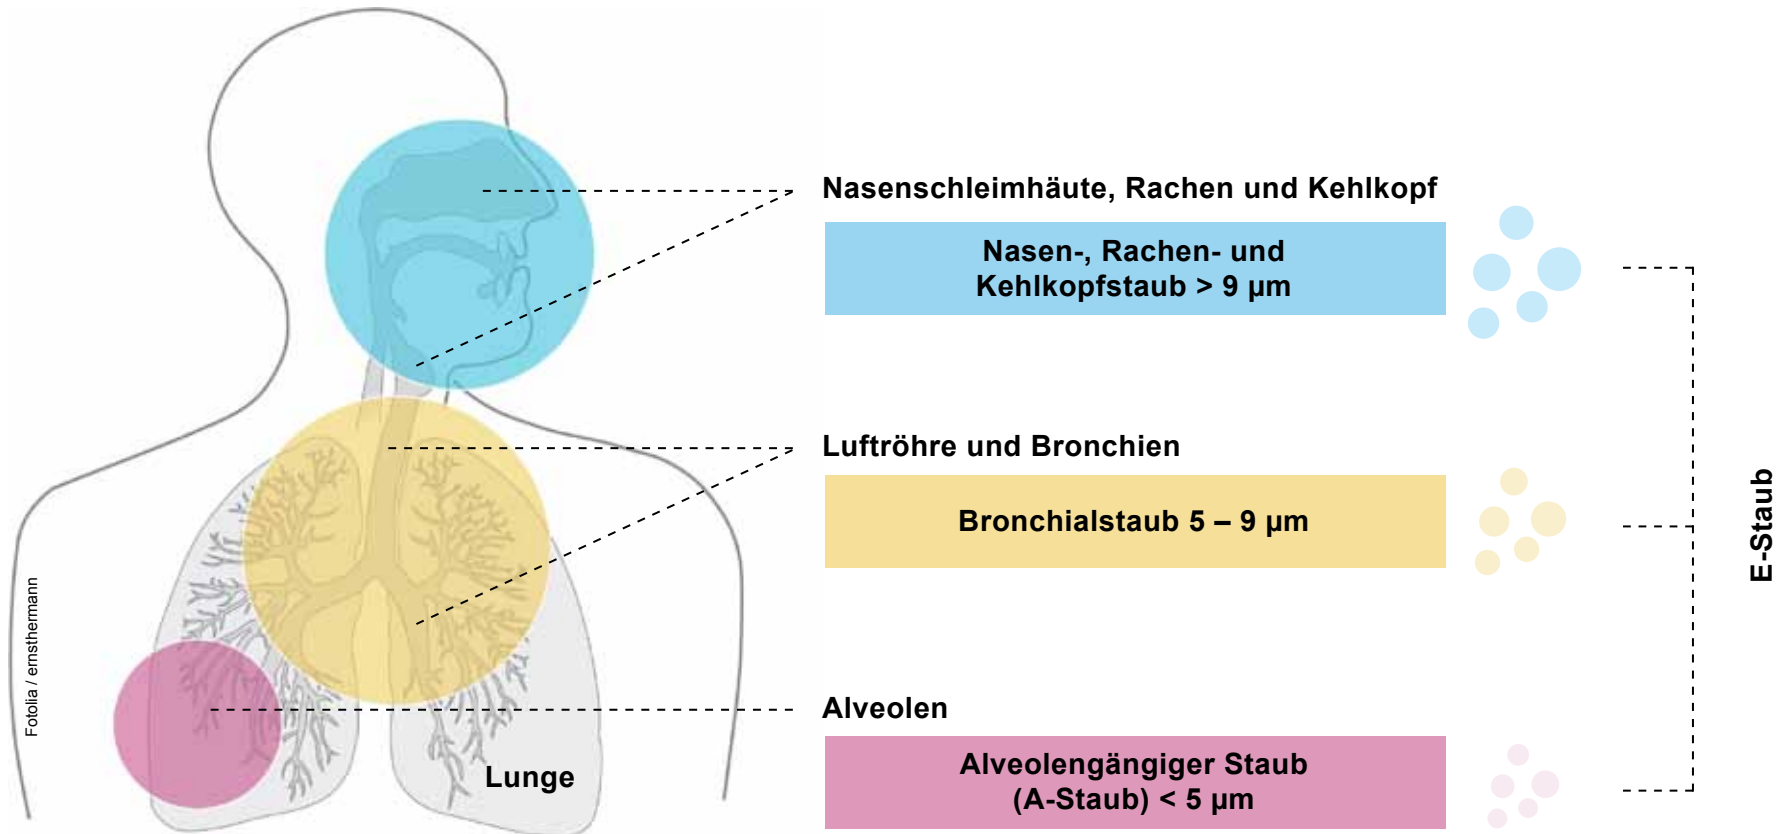 Nasenschleimhäute, Rachen und Kehlkopf
Nasen-, Rachen- und
Kehlkopfstaub > 9 µm
Luftröhre und Bronchien
Bronchialstaub 5 – 9 µm
Alveolen
Alveolengängiger Staub
(A-Staub) < 5 µm
Lunge
E-Staub
Fotolia / ernsthermann